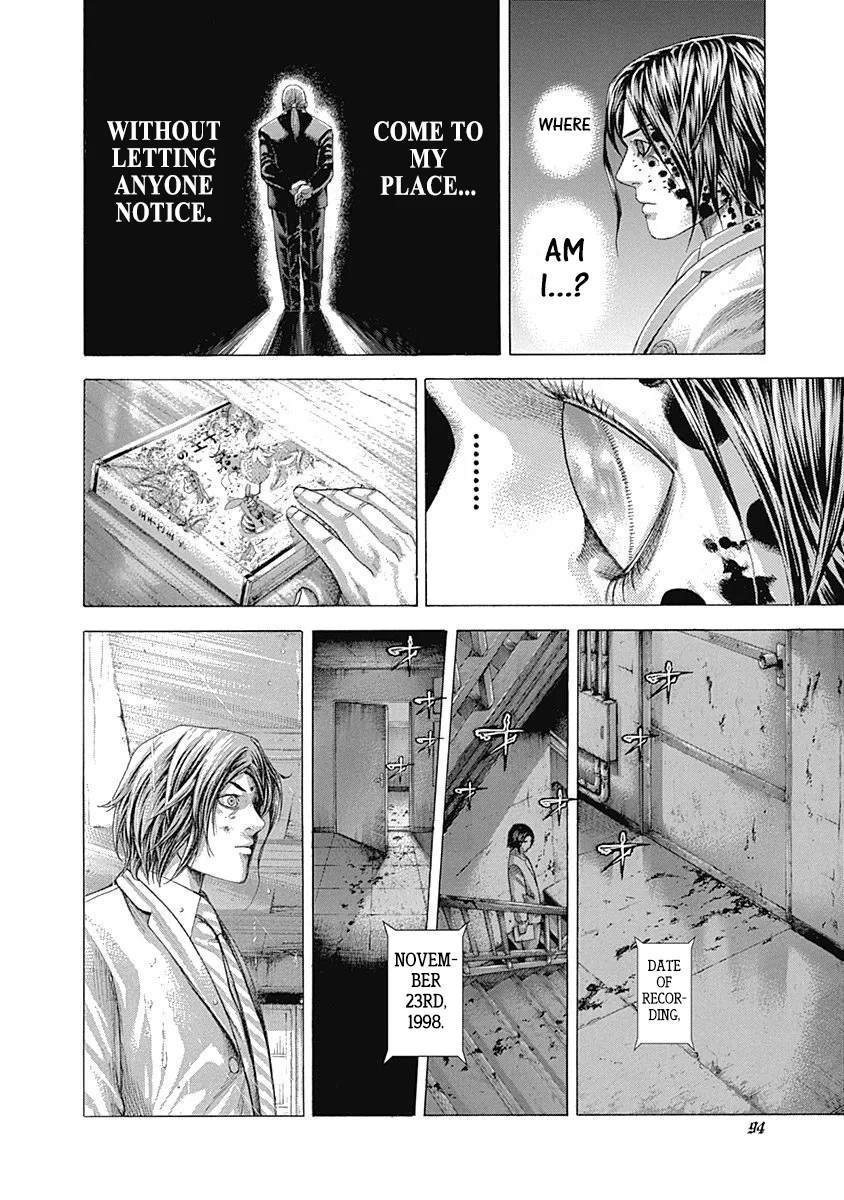 WHERE
AM
I...?
COME TO
MY
PLACE...
WITHOUT
LETTING
ANYONE
NOTICE.
DATE
OF
RECOR-
DING,
NOVEM-
BER
23RD,
1998.
94